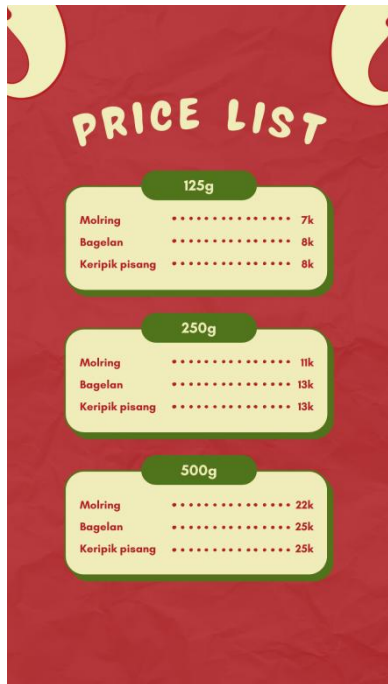 PRICE LIST
125g
Molring ............... 7k
Bagelan ............... 8k
Keripik pisang ............... 8k
250g
Molring ............... 11k
Bagelan ............... 13k
Keripik pisang ............... 13k
500g
Molring ............... 22k
Bagelan ............... 25k
Keripik pisang ............... 25k